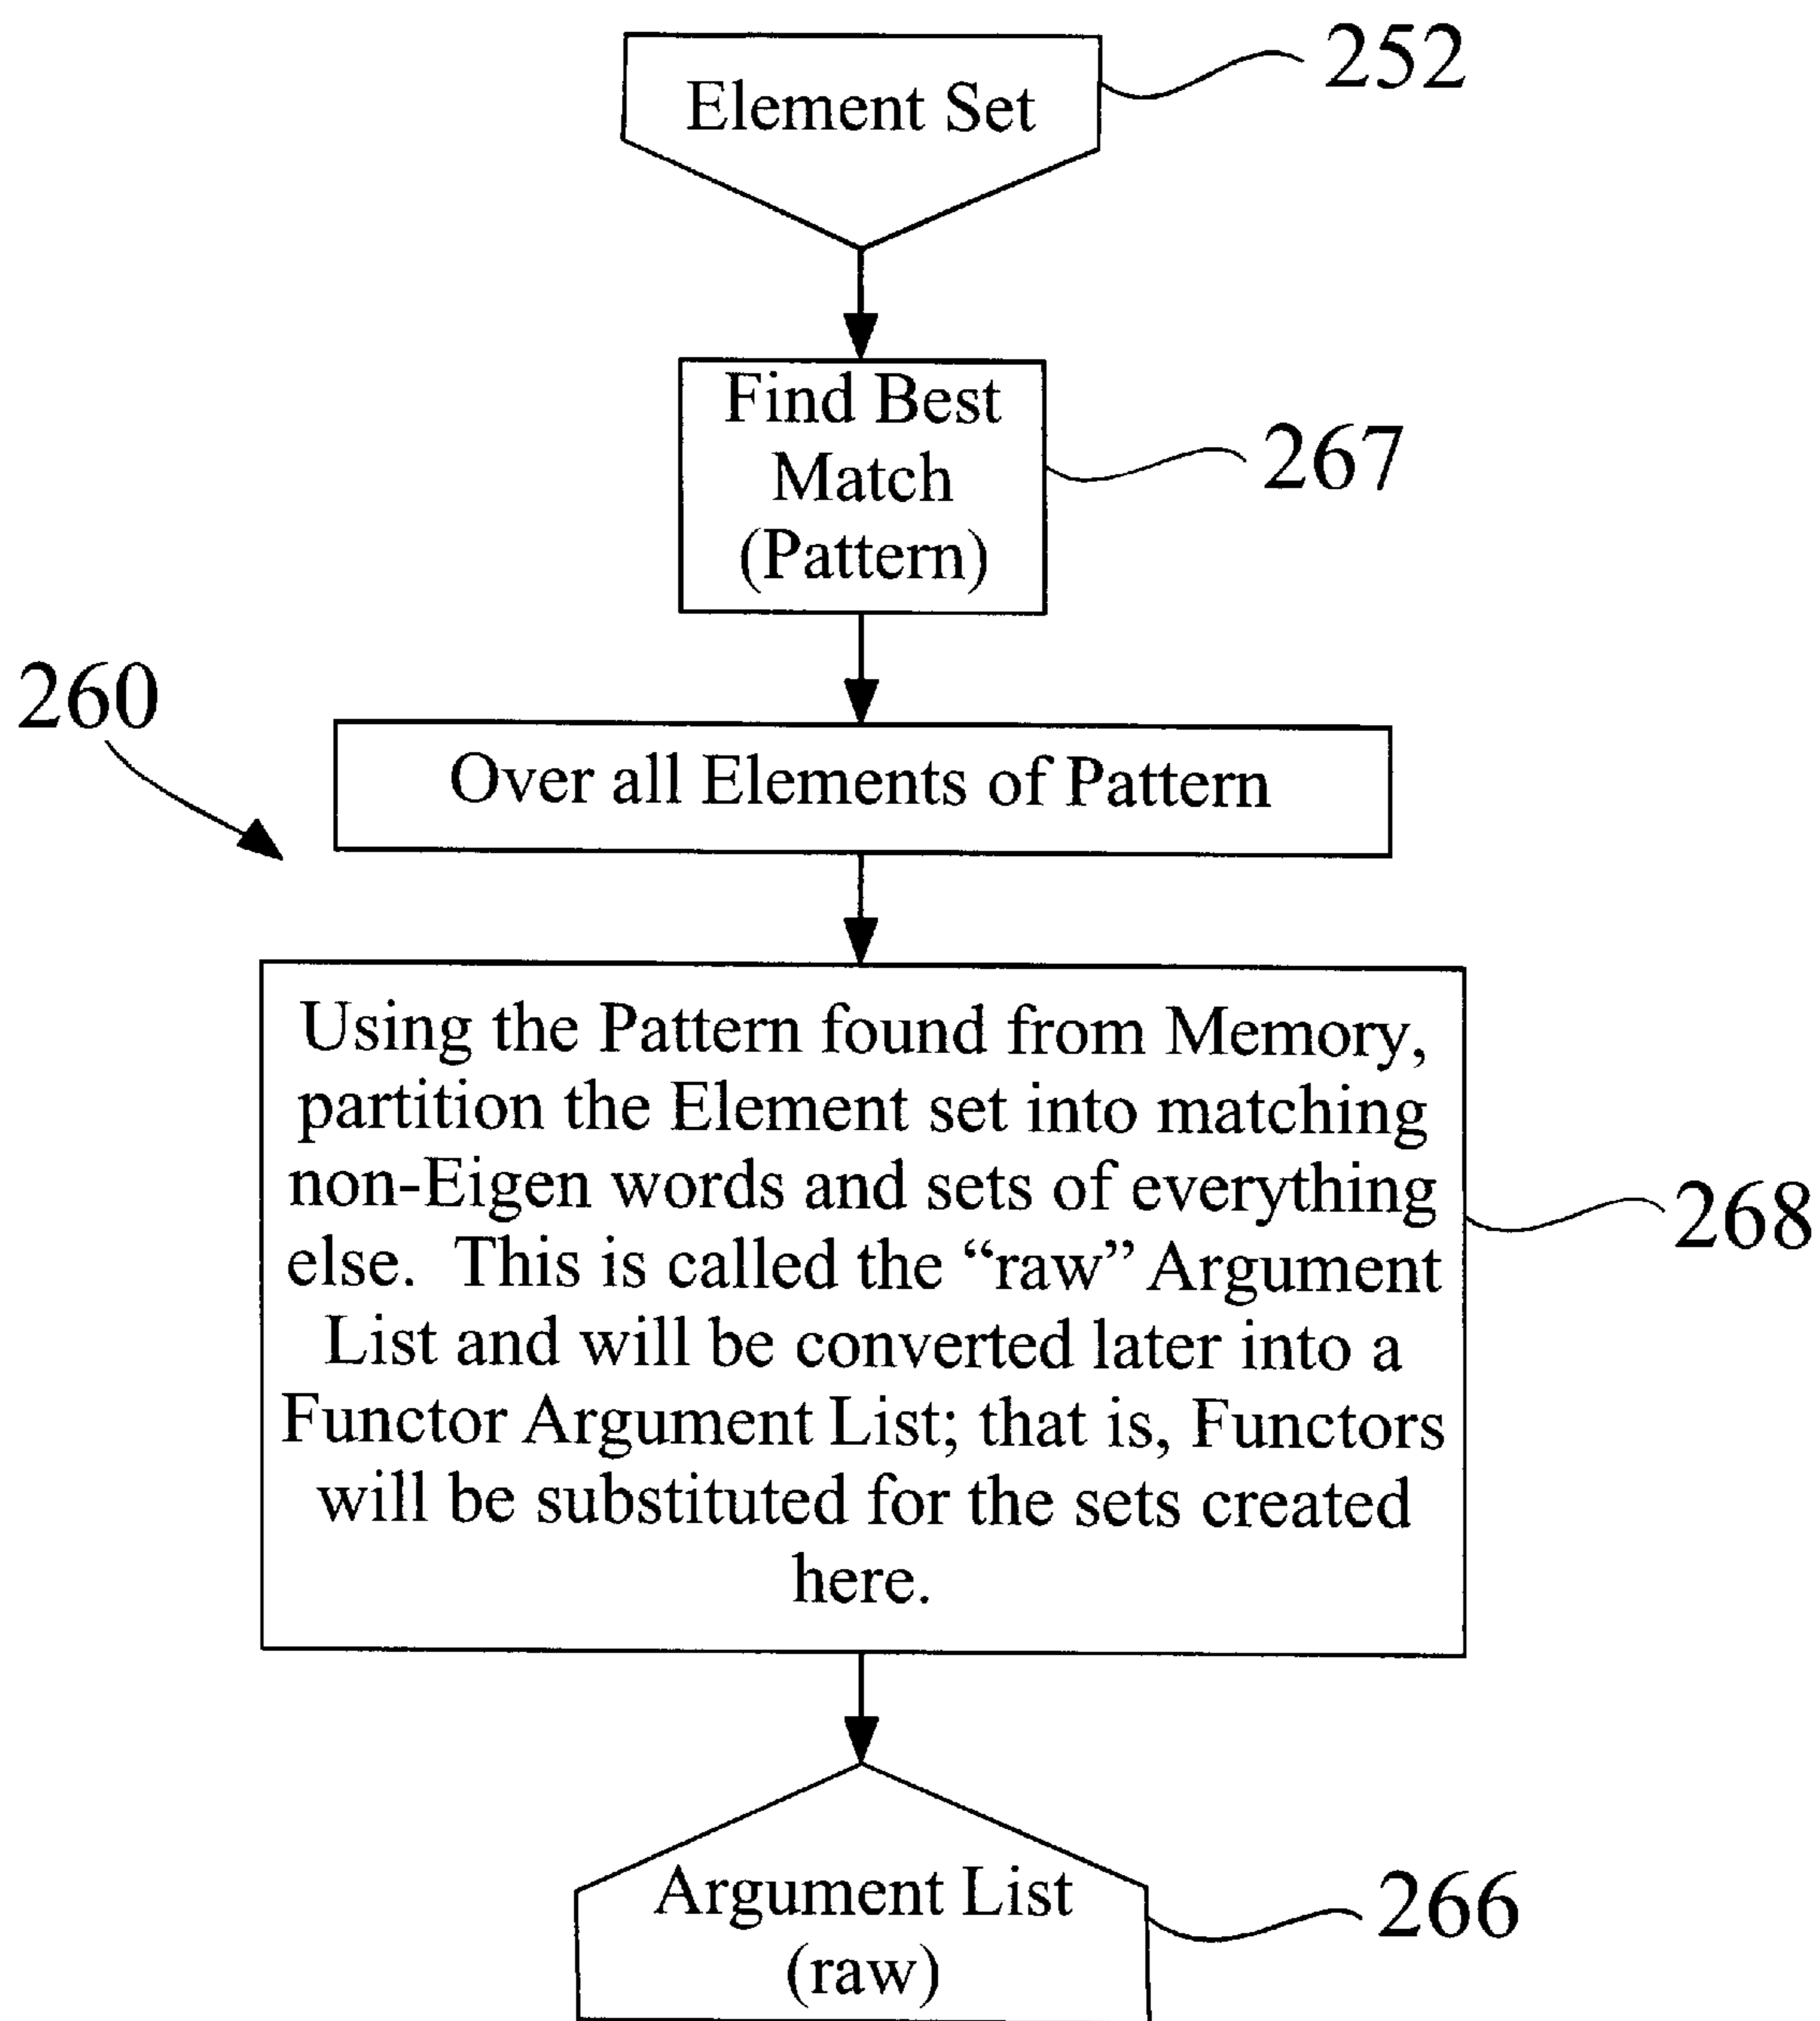 Element Set
252
Find Best
Match
(Pattern)
267
260
Over all Elements of Pattern
Using the Pattern found from Memory,
partition the Element set into matching
non-Eigen words and sets of everything
else.  This is called the “raw” Argument
List and will be converted later into a
Functor Argument List; that is, Functors
will be substituted for the sets created
here.
268
Argument List
(raw)
266